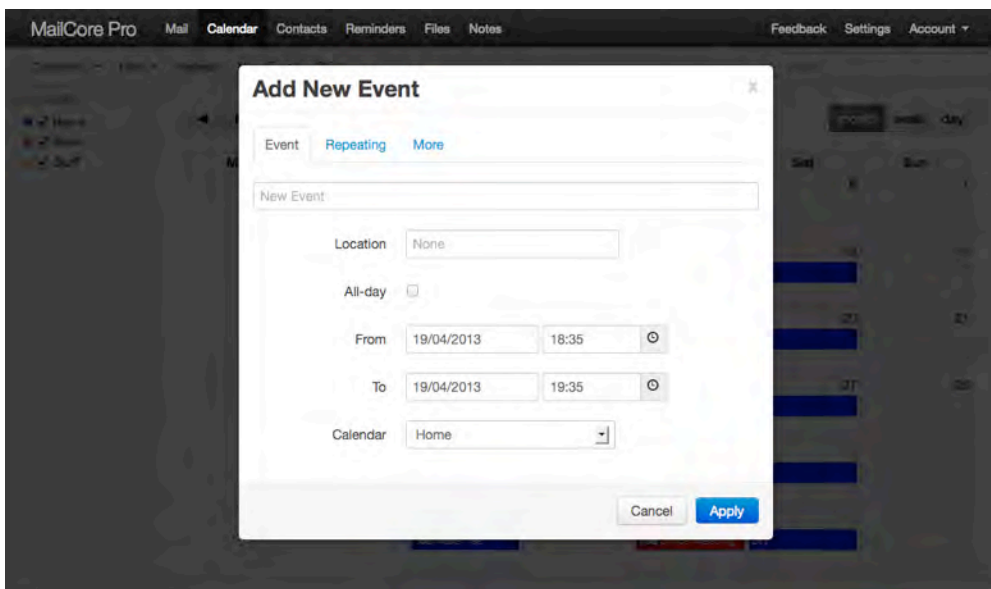 MailCore Pro Mail Calendar Contacts Reminders Files Notes Feedback Settings Account
Add New Event x
Event Repeating More
week day
New Event
Location None
All-day
From 19/04/2013 18:35
To 19/04/2013 19:35
Calendar Home
Cancel Apply